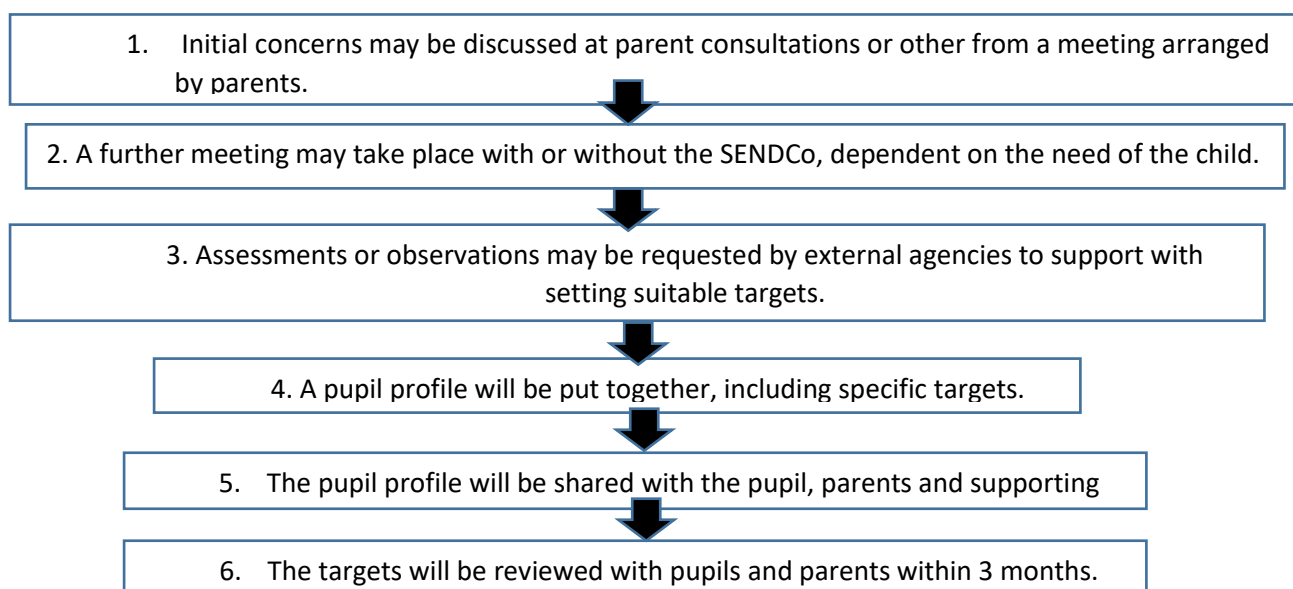 1. Initial concerns may be discussed at parent consultations or other from a meeting arranged
by parents.
2. A further meeting may take place with or without the SENDCo, dependent on the need of the child.
3. Assessments or observations may be requested by external agencies to support with
setting suitable targets.
4. A pupil profile will be put together, including specific targets.
5. The pupil profile will be shared with the pupil, parents and supporting
6. The targets will be reviewed with pupils and parents within 3 months.